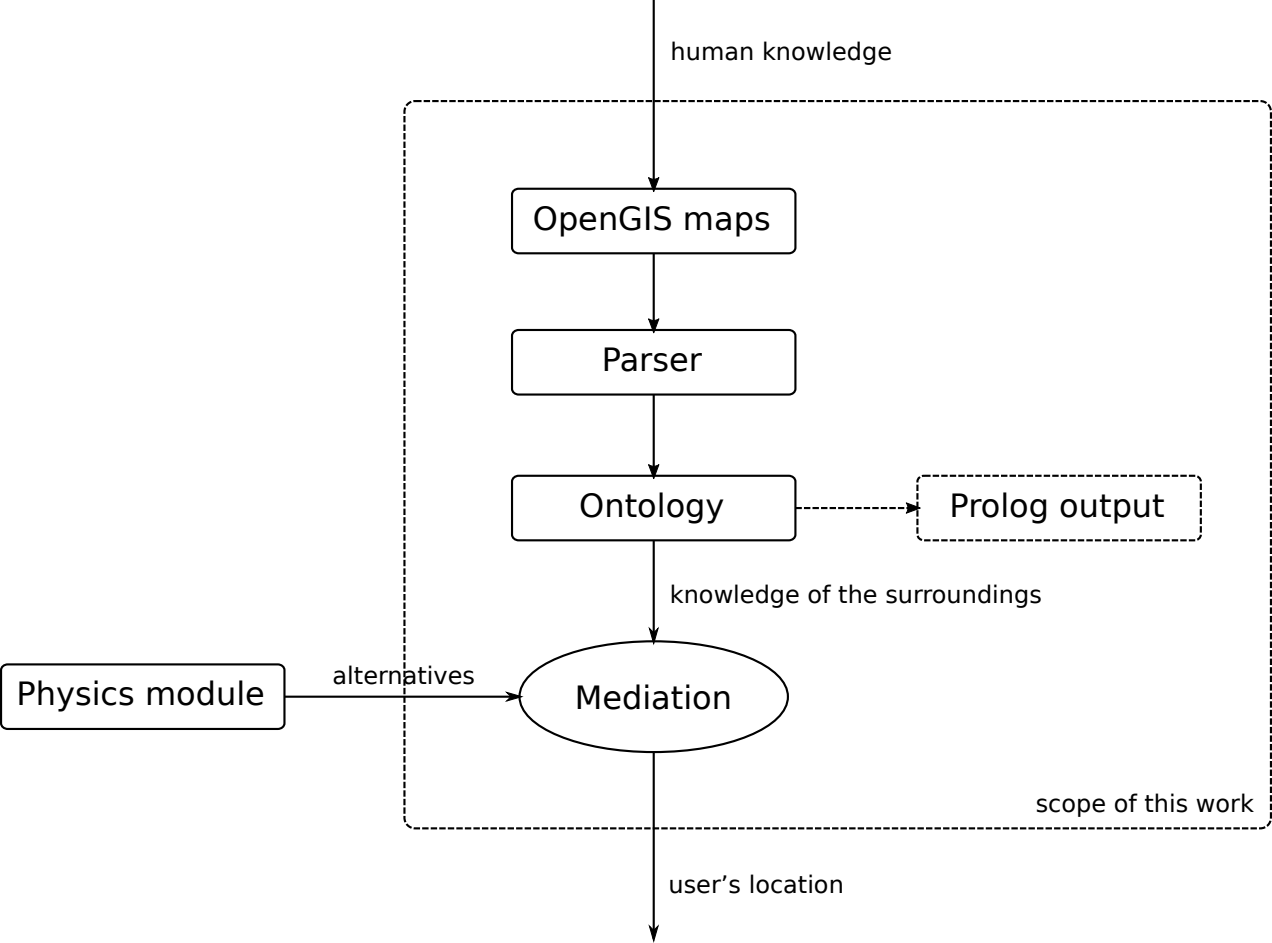 human knowledge
OpenGIS maps
Parser
Ontology
Prolog output
knowledge of the surroundings
alternatives
Physics module
Mediation
scope of this work
user’s location